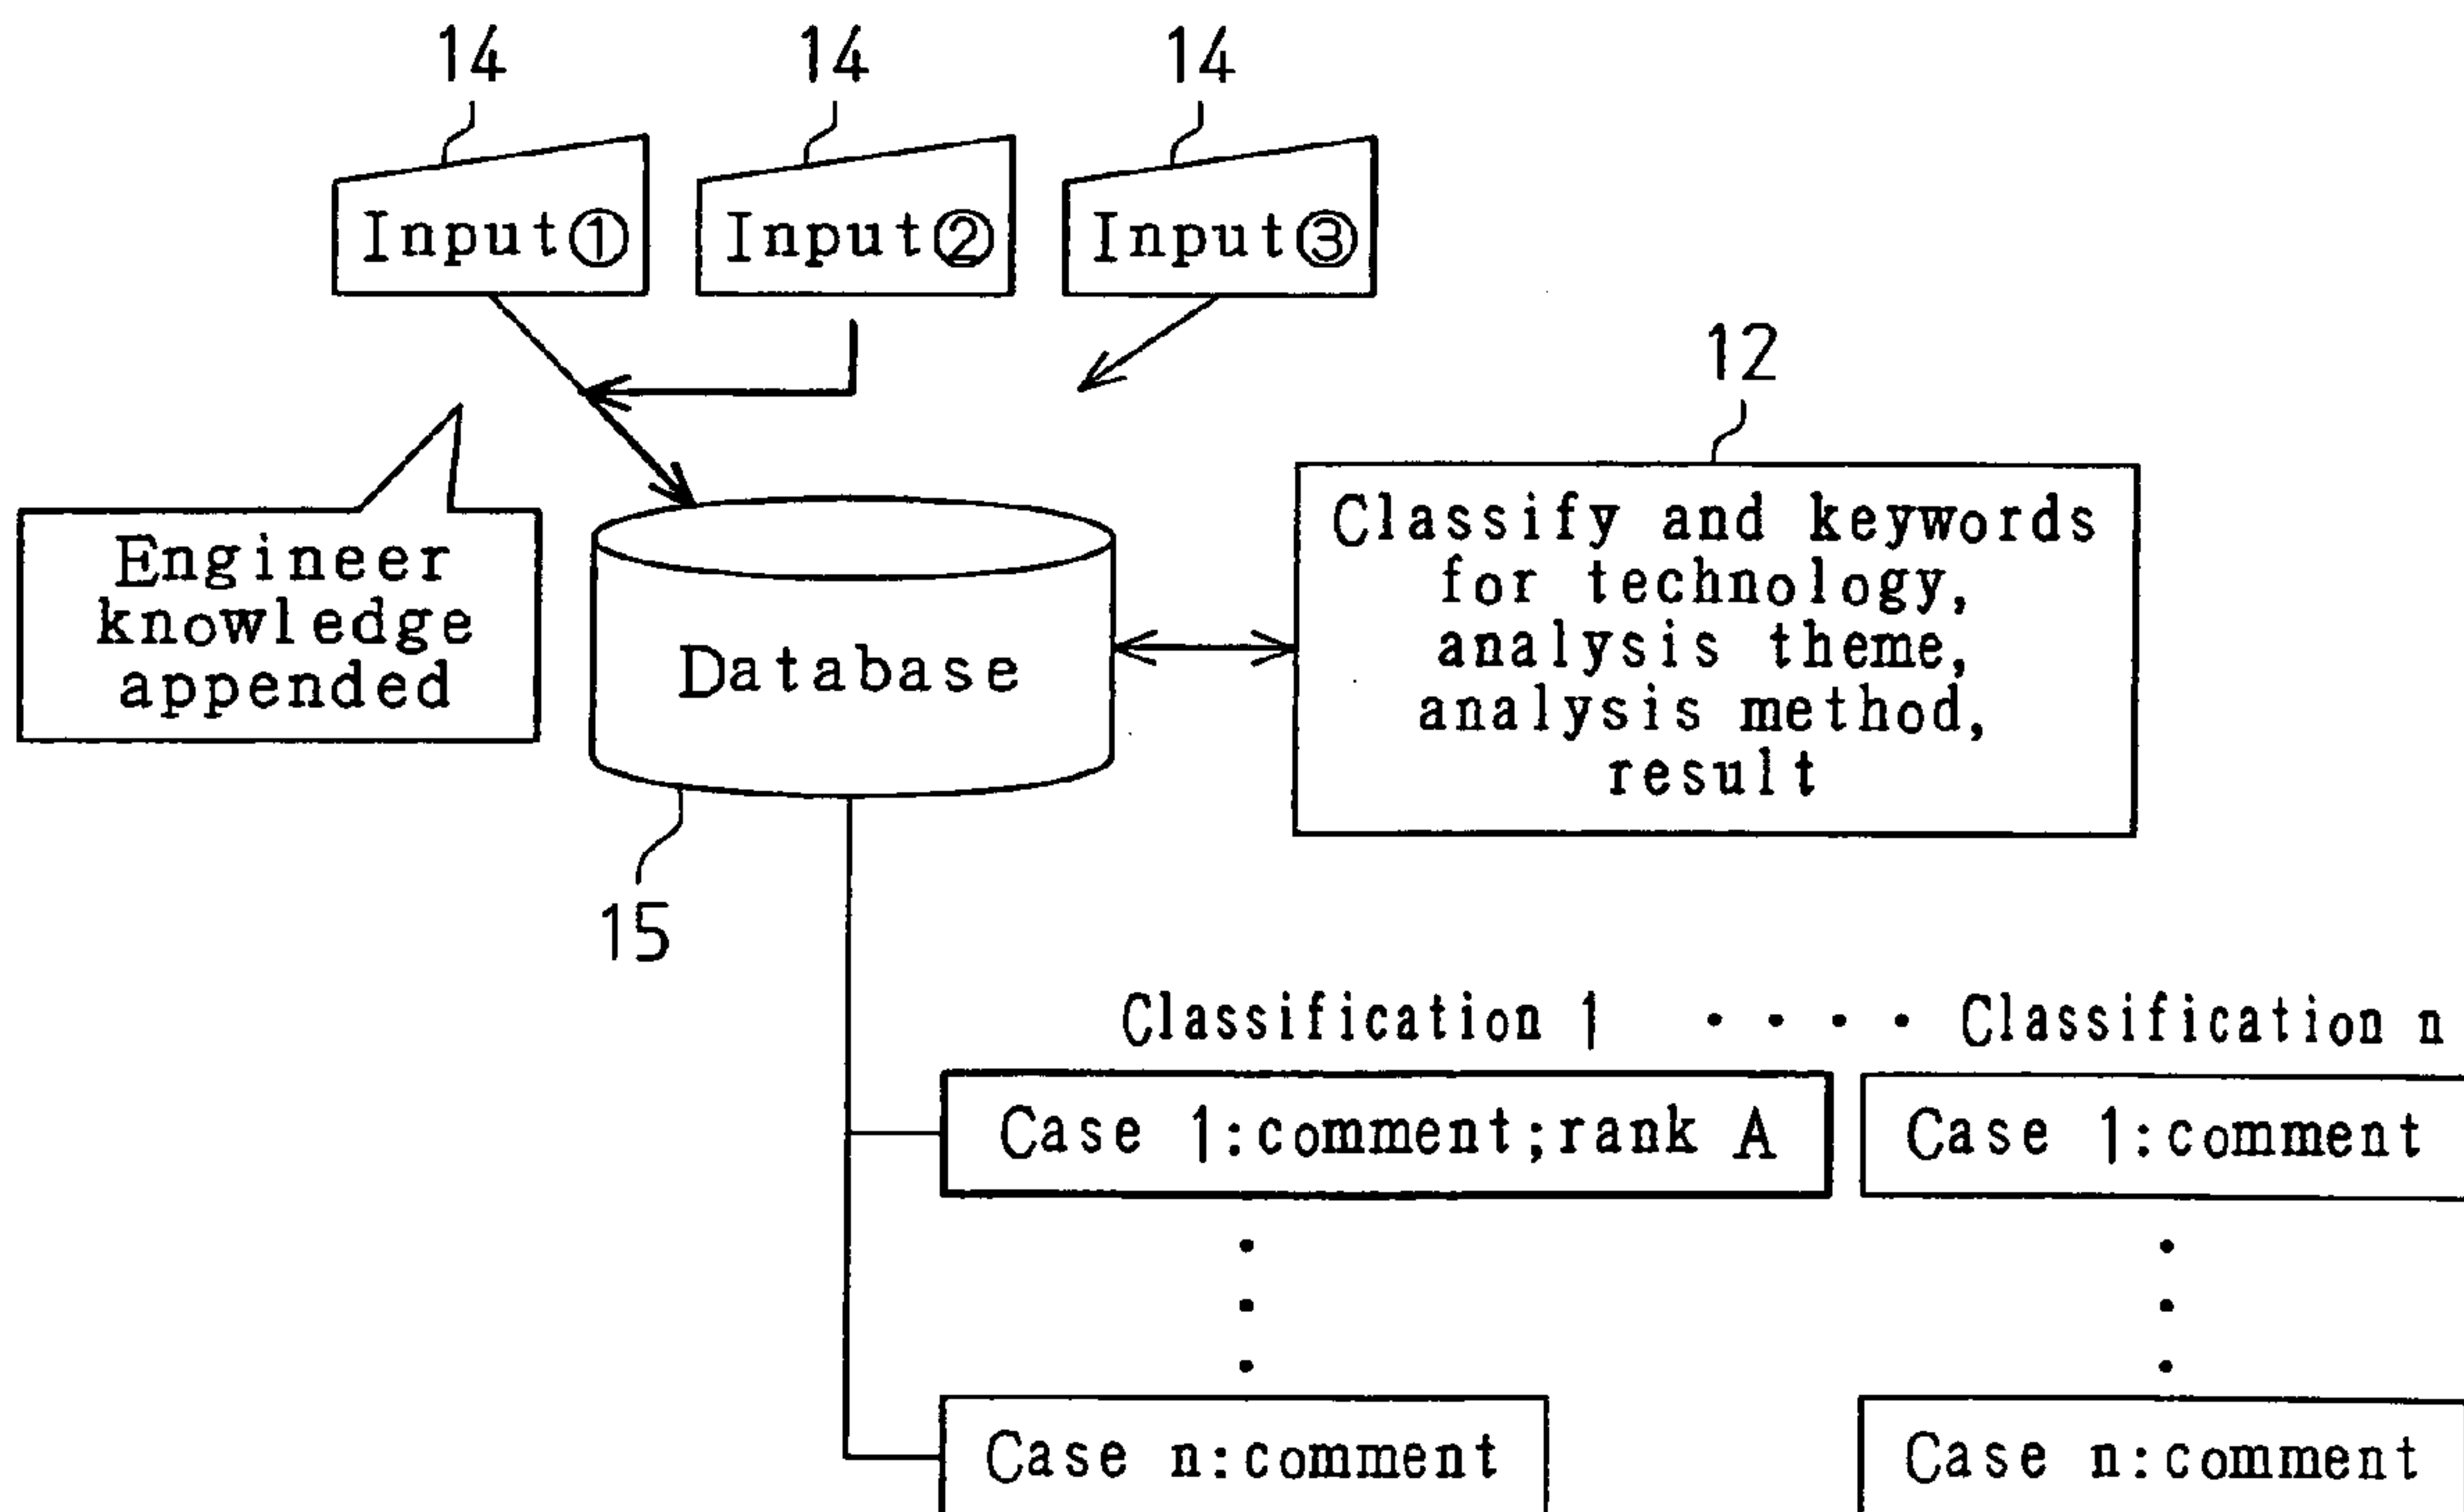 14 14 14
Input① Input② Input③
12
Engineer
knowledge
appended
Database
Classify and keywords
for technology,
analysis theme,
analysis method,
result
15
Classification 1 ・・・・ Classification n
Case 1:comment;rank A
Case 1:comment
Case n:comment
Case n:comment